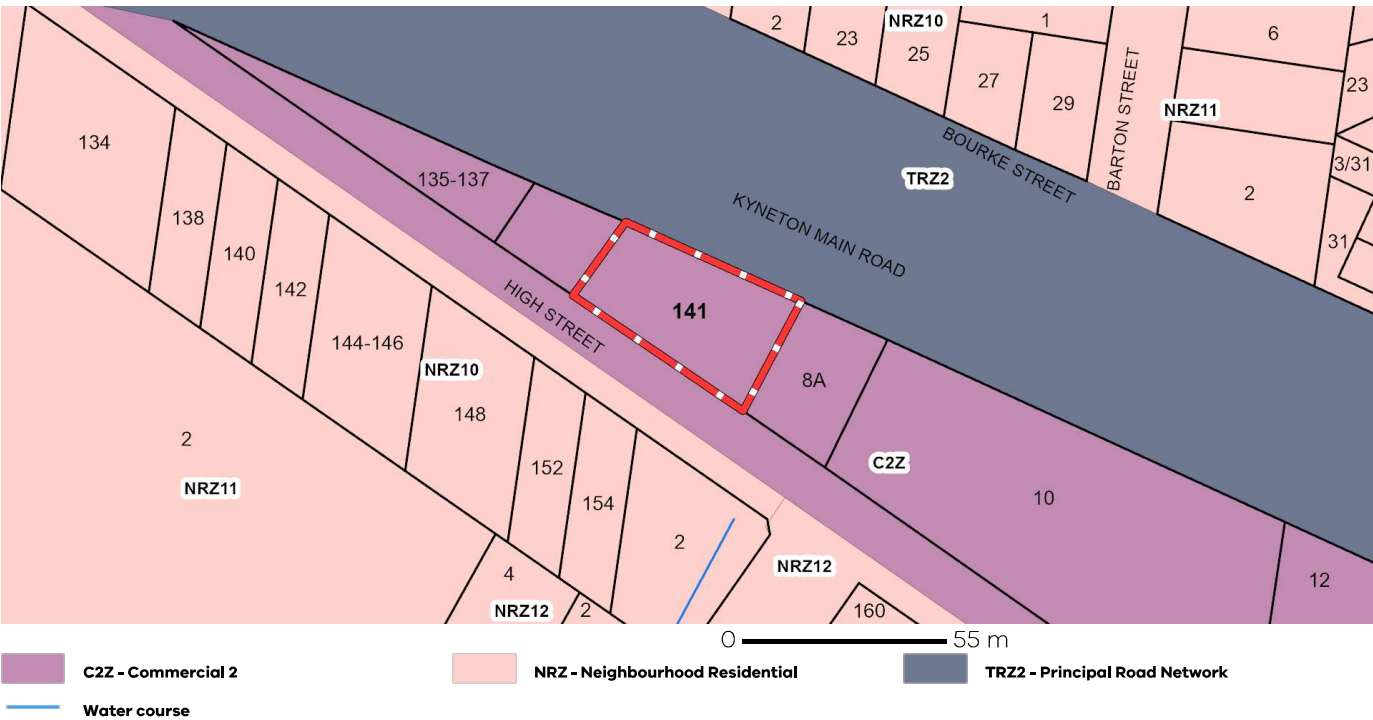 2
23
25
NRZ10
1
27
29
BARTON STREET
6
NRZ11
23
3/31
2
31
134
135-137
TRZ2
BOURKE STREET
KYNETON MAIN ROAD
138
140
142
144-146
HIGH STREET
141
NRZ10
148
8A
C2Z
10
2
NRZ11
152
154
2
NRZ12
4
NRZ12
2
160
12
0 55 m
C2Z - Commercial 2
NRZ - Neighbourhood Residential
TRZ2 - Principal Road Network
Water course